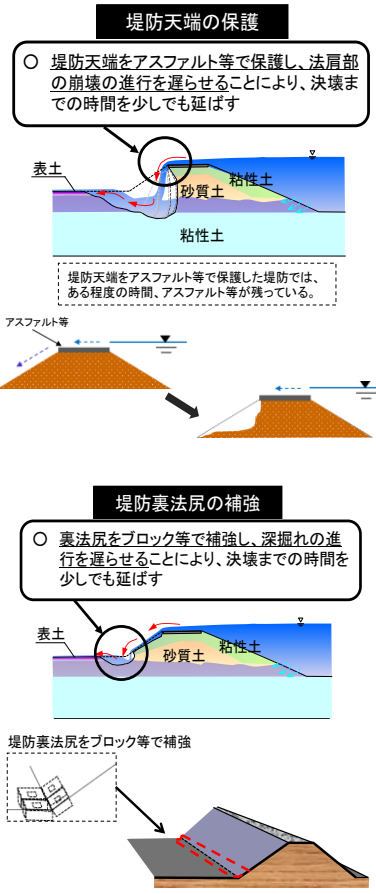 堤防天端の保護
○ 堤防天端をアスファルト等で保護し、法肩部
の崩壊の進行を遅らせることにより、決壊ま
での時間を少しでも延ばす
表土
粘性土
砂質土
粘性土
堤防天端をアスファルト等で保護した堤防では、
ある程度の時間、アスファルト等が残っている。
アスファルト等
堤防裏法尻の補強
○ 裏法尻をブロック等で補強し、深掘れの進
行を遅らせることにより、決壊までの時間を
少しでも延ばす
表土
粘性土
砂質土
堤防裏法尻をブロック等で補強